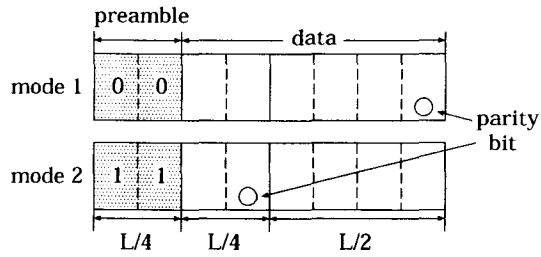 preamble
data
mode 1 0 0
parity
bit
mode 2 1 1
L/4 L/4 L/2